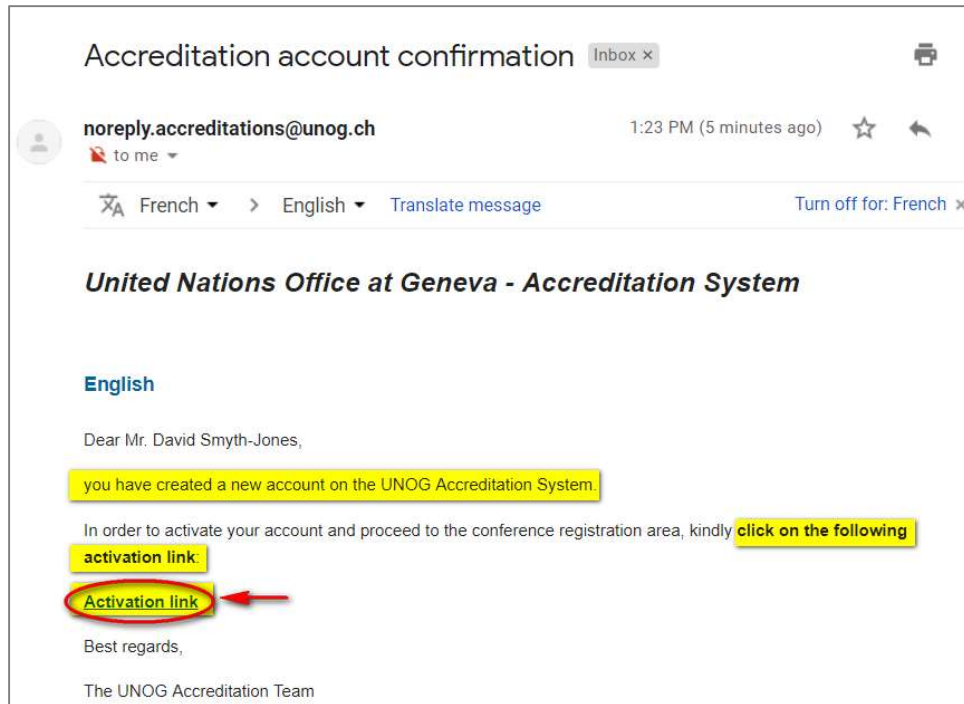 Accreditation account confirmation Inbox ×
noreply.accreditations@unog.ch 1:23 PM (5 minutes ago)
to me
French > English Translate message Turn off for: French ×
United Nations Office at Geneva - Accreditation System
English
Dear Mr. David Smyth-Jones,
you have created a new account on the UNOG Accreditation System.
In order to activate your account and proceed to the conference registration area, kindly click on the following
activation link:
Activation link
Best regards,
The UNOG Accreditation Team